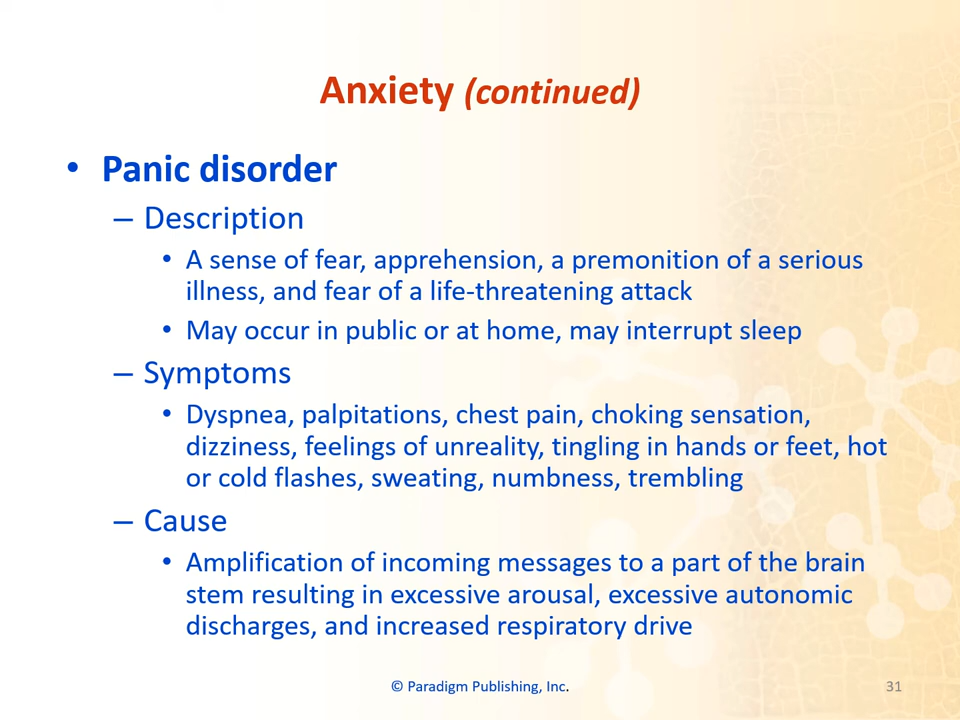 Anxiety (continued)
• Panic disorder
– Description
• A sense of fear, apprehension, a premonition of a serious
illness, and fear of a life-threatening attack
• May occur in public or at home, may interrupt sleep
– Symptoms
• Dyspnea, palpitations, chest pain, choking sensation,
dizziness, feelings of unreality, tingling in hands or feet, hot
or cold flashes, sweating, numbness, trembling
– Cause
• Amplification of incoming messages to a part of the brain
stem resulting in excessive arousal, excessive autonomic
discharges, and increased respiratory drive
© Paradigm Publishing, Inc.
31